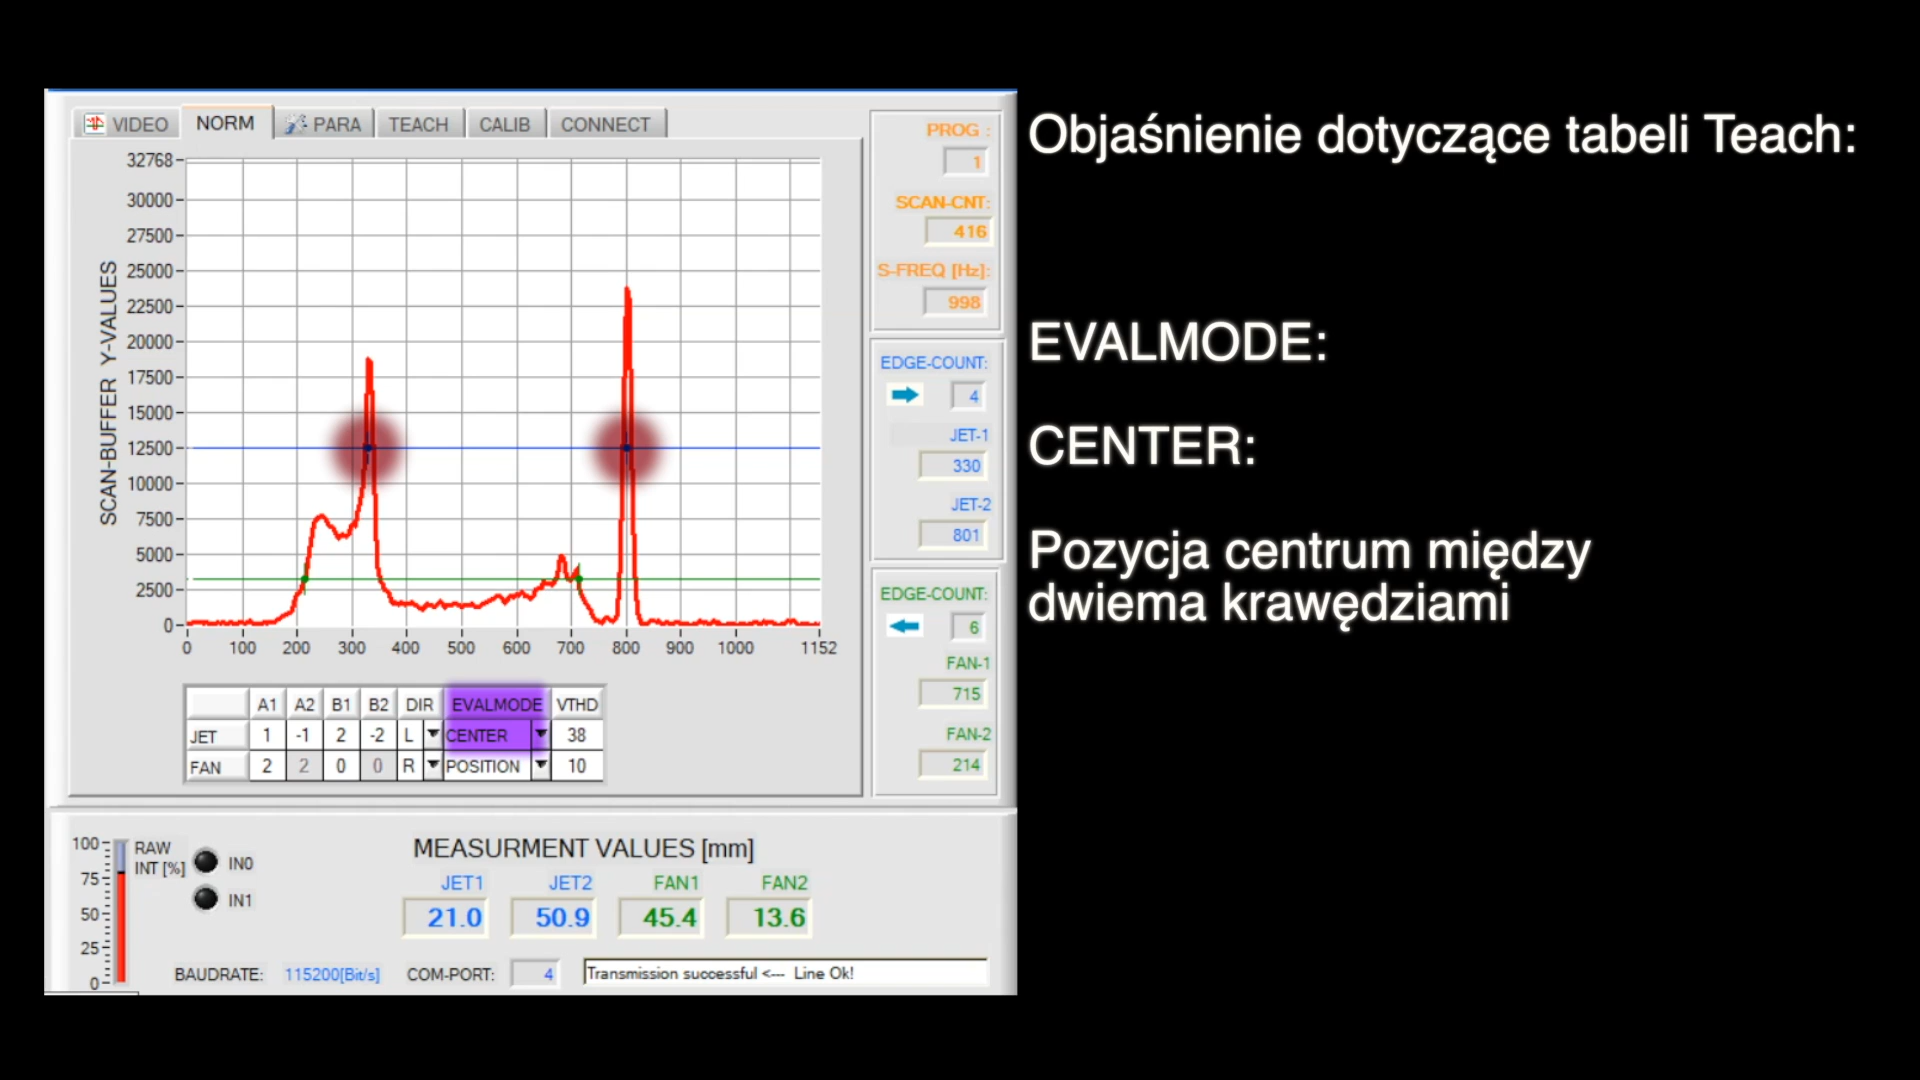 VIDEO NORM PARA TEACH CALIB CONNECT
Objaśnienie dotyczące tabeli Teach:
EVALMODE:
CENTER:
Pozycja centrum między
dwiema krawędziami
SCAN-BUFFER Y-VALUES
32768
30000
27500
25000
22500
20000
17500
15000
12500
10000
7500
5000
2500
0
0 100 200 300 400 500 600 700 800 900 1000 1152
PROG :
1
SCAN-CNT:
416
S-FREQ [Hz]:
998
EDGE-COUNT:
4
JET-1
330
JET-2
801
EDGE-COUNT:
6
FAN-1
715
FAN-2
214
A1 A2 B1 B2 DIR EVALMODE VTHD
JET 1 -1 2 -2 L CENTER 38
FAN 2 2 0 0 R POSITION 10
100
75
50
25
0
RAW
INT [%]
IN0
IN1
MEASURMENT VALUES [mm]
JET1 JET2 FAN1 FAN2
21.0 50.9 45.4 13.6
BAUDRATE: 115200[Bit/s] COM-PORT: 4 Transmission successful <--- Line Ok!